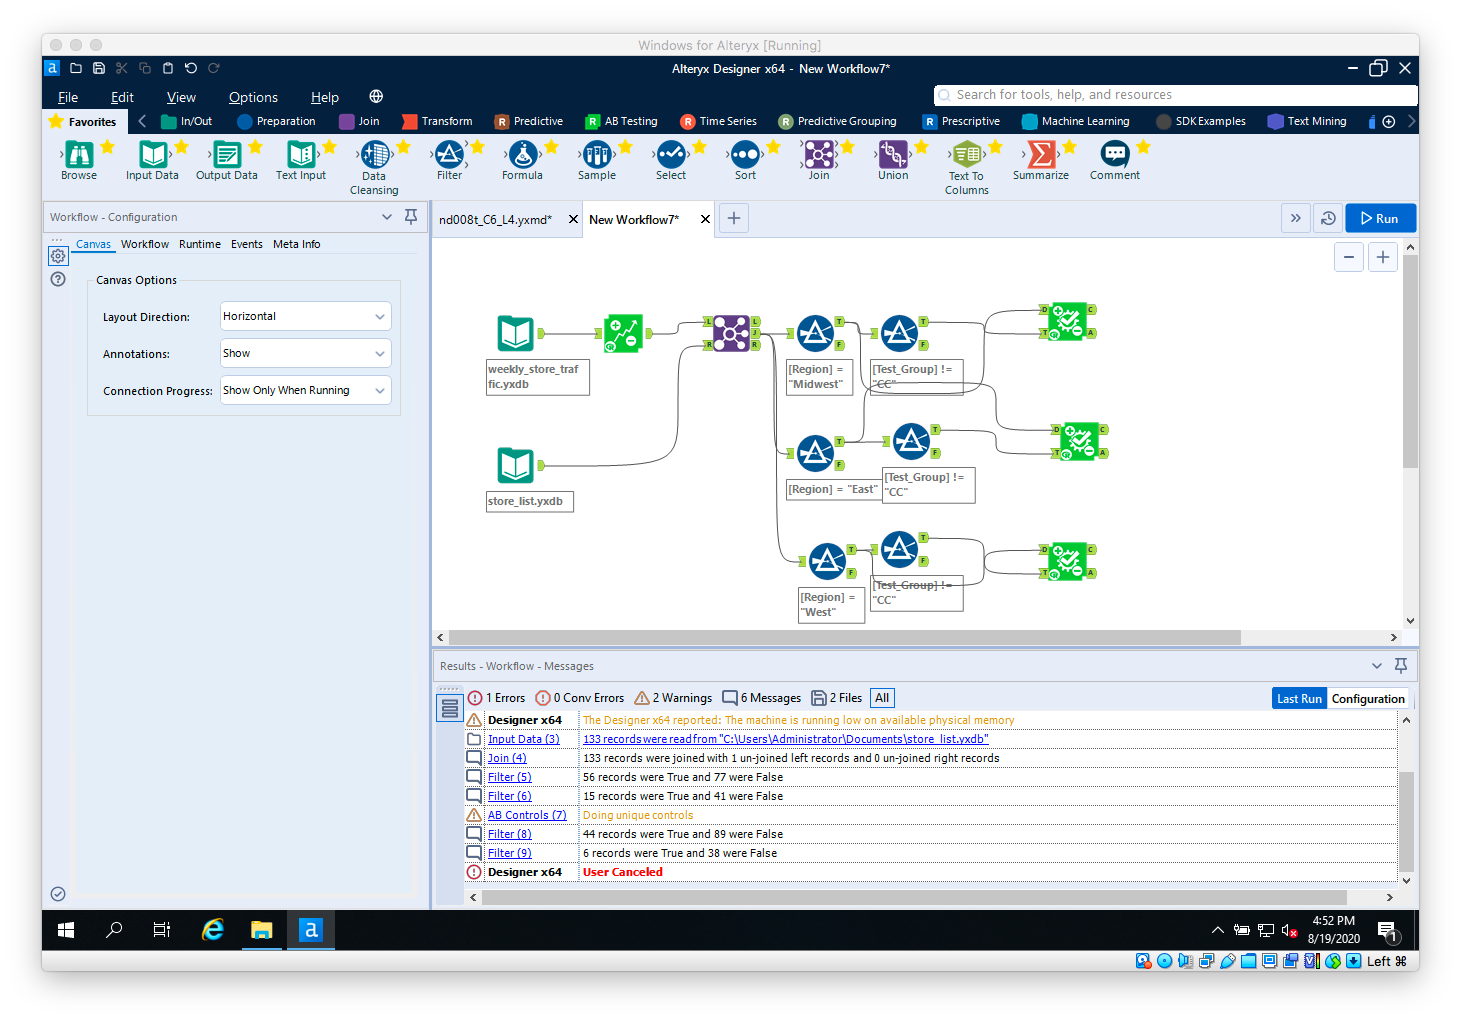 Windows for Alteryx [Running]
a
Alteryx Designer x64 - New Workflow7*
File Edit View Options Help
Search for tools, help, and resources
Favorites In/Out Preparation Join Transform R Predictive R AB Testing R Time Series R Predictive Grouping R Prescriptive Machine Learning SDK Examples Text Mining
Browse Input Data Output Data Text Input Data Cleansing Filter Formula Sample Select Sort Join Union Text To Columns Summarize Comment
Workflow - Configuration
nd008t_C6_L4.yxmd* New Workflow7* Run
Canvas Workflow Runtime Events Meta Info
Canvas Options
Layout Direction: Horizontal
Annotations: Show
Connection Progress: Show Only When Running
L R L J R
T F T F
D T C A
weekly_store_traf
fic.yxdb
[Region] =
"Midwest"
[Test_Group] !=
"CC"
T F T F
D T C A
store_list.yxdb
[Region] = "East"
[Test_Group] !=
"CC"
T F T F
D T C A
[Region] =
"West"
[Test_Group] !=
"CC"
Results - Workflow - Messages
1 Errors 0 Conv Errors 2 Warnings 6 Messages 2 Files All Last Run Configuration
Designer x64 The Designer x64 reported: The machine is running low on available physical memory
Input Data (3) 133 records were read from "C:\Users\Administrator\Documents\store_list.yxdb"
Join (4) 133 records were joined with 1 un-joined left records and 0 un-joined right records
Filter (5) 56 records were True and 77 were False
Filter (6) 15 records were True and 41 were False
AB Controls (7) Doing unique controls
Filter (8) 44 records were True and 89 were False
Filter (9) 6 records were True and 38 were False
Designer x64 User Canceled
a
4:52 PM
8/19/2020
1
Left ⌘